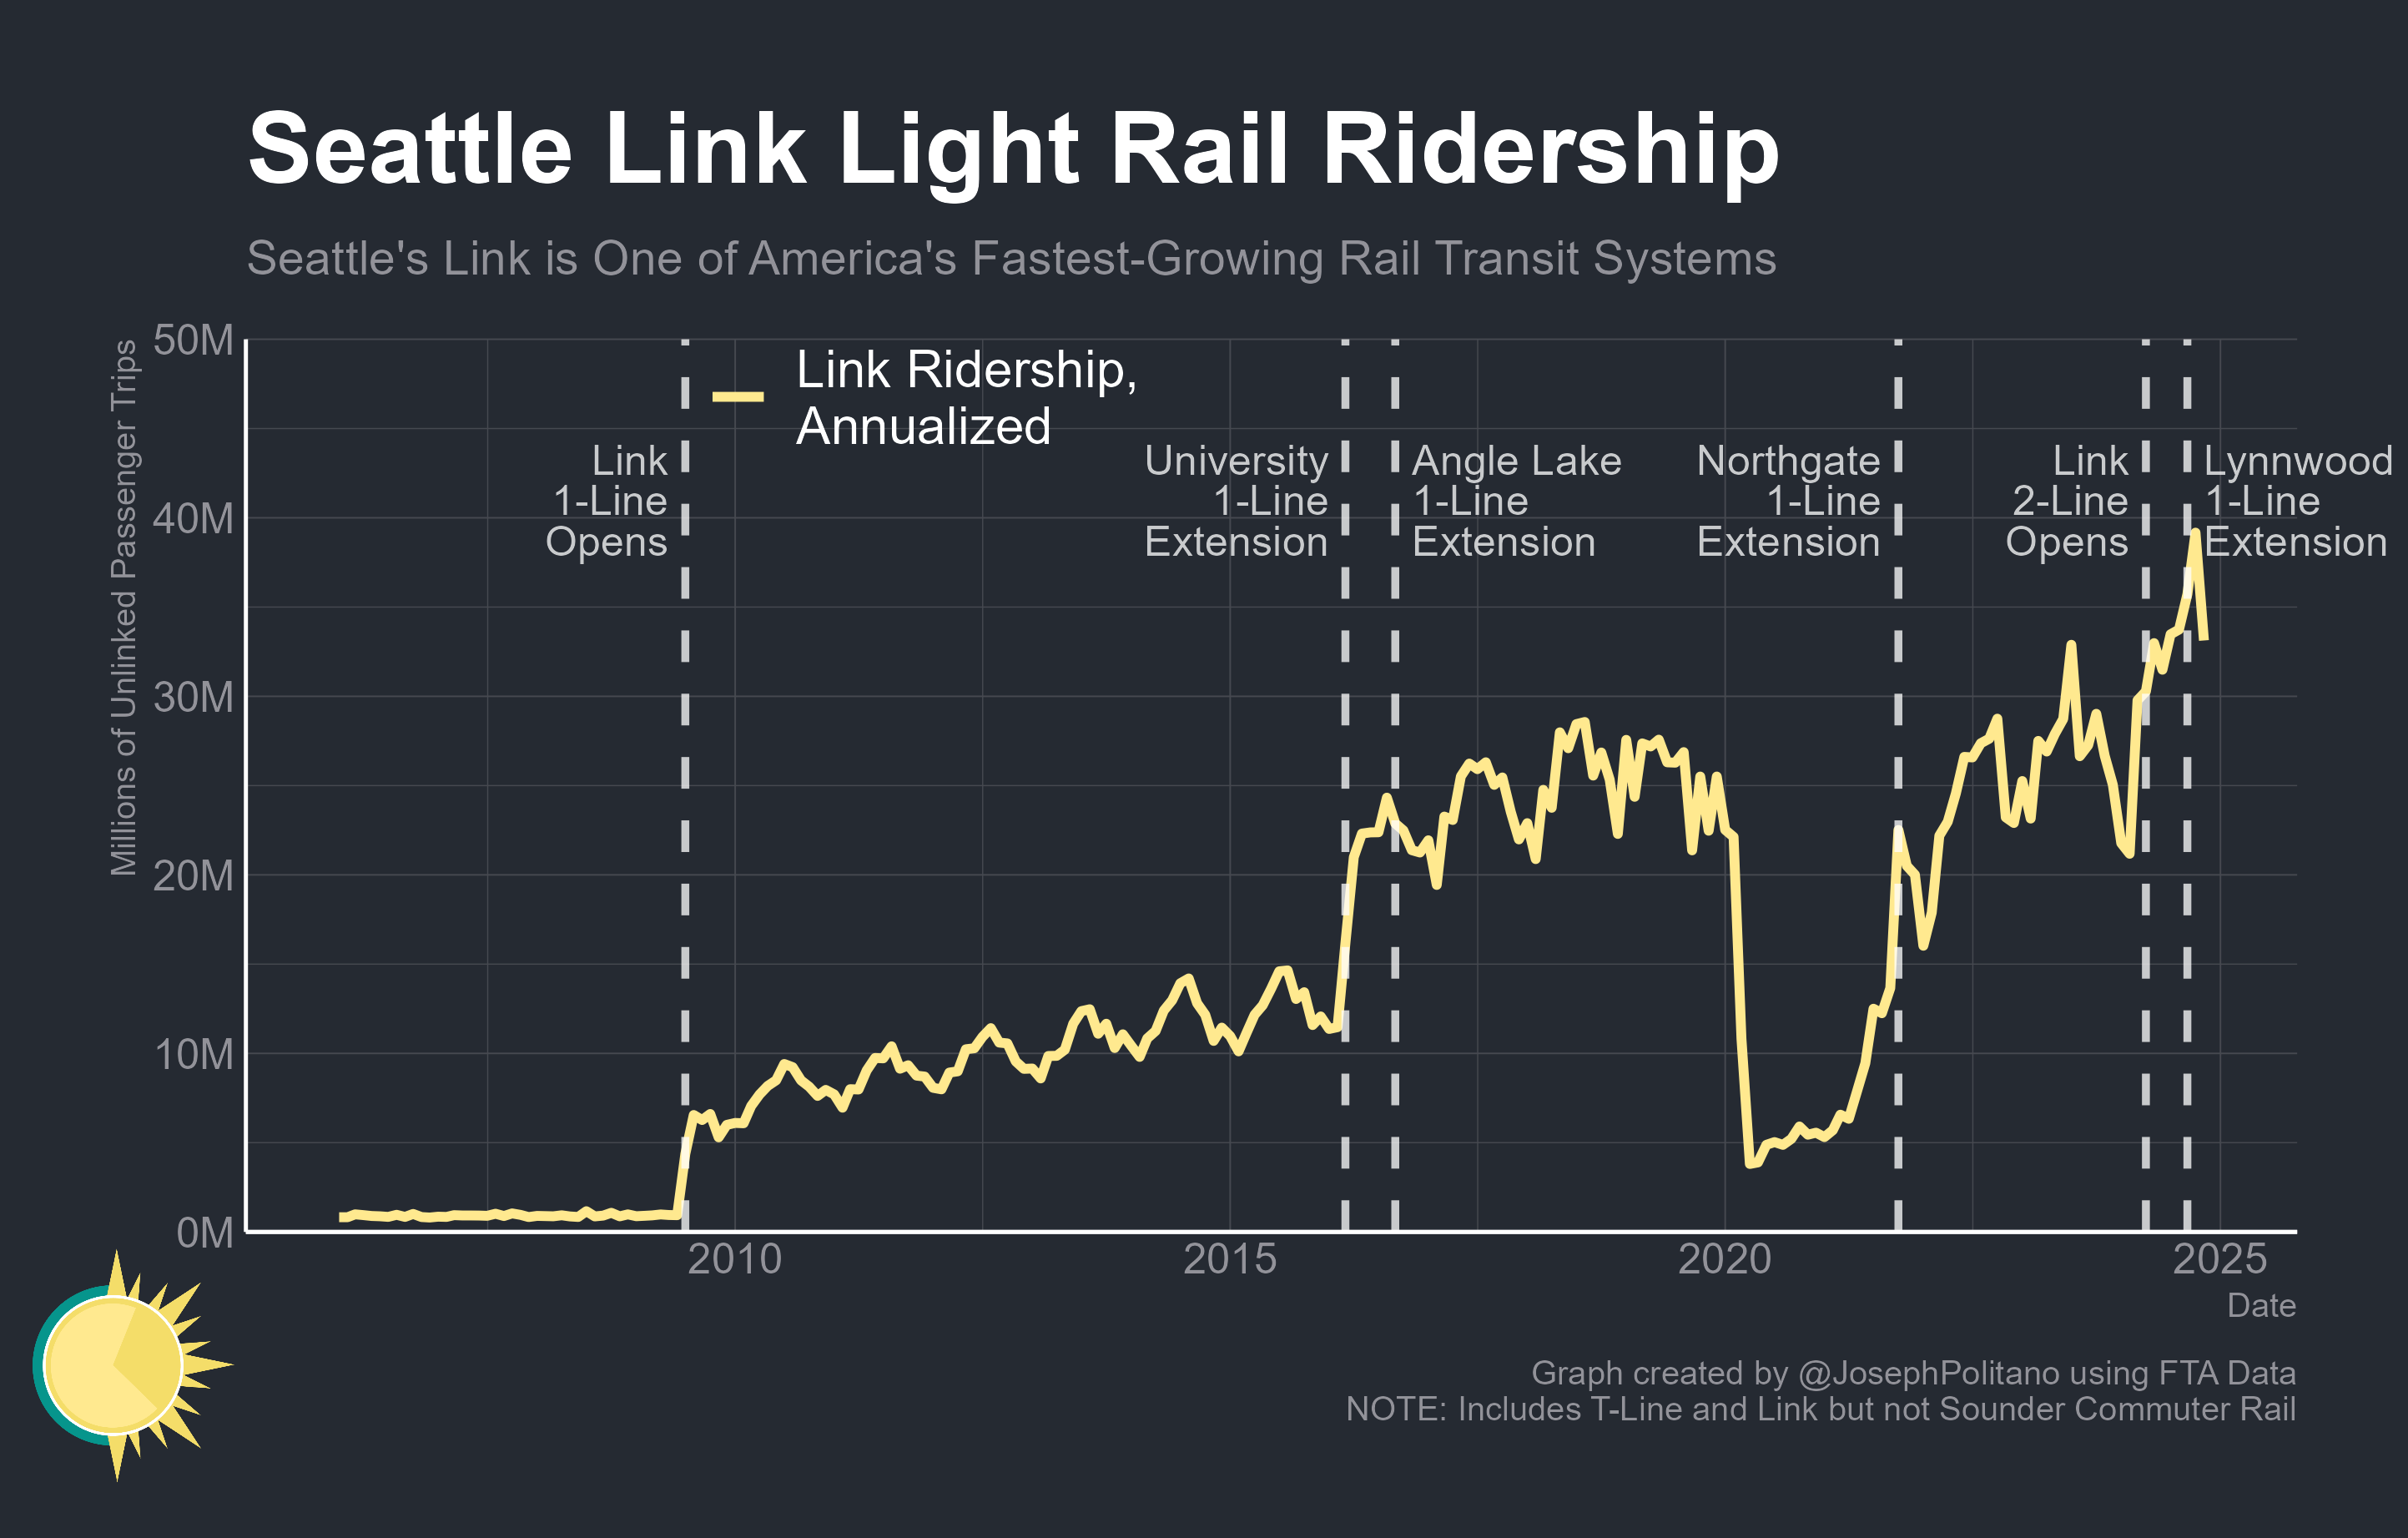 Seattle Link Light Rail Ridership
Seattle's Link is One of America's Fastest-Growing Rail Transit Systems
Millions of Unlinked Passenger Trips
50M
40M
30M
20M
10M
0M
Link Ridership,
Annualized
Link
1-Line
Opens
University
1-Line
Extension
Angle Lake
1-Line
Extension
Northgate
1-Line
Extension
Link
2-Line
Opens
Lynnwood
1-Line
Extension
2010
2015
2020
2025
Date
Graph created by @JosephPolitano using FTA Data
NOTE: Includes T-Line and Link but not Sounder Commuter Rail